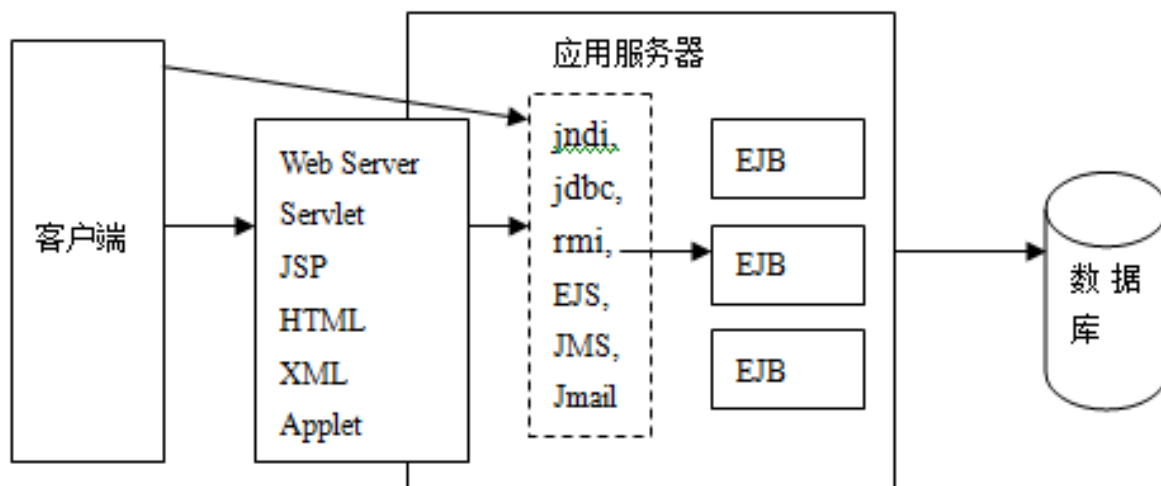 应用服务器
客户端
Web Server
Servlet
JSP
HTML
XML
Applet
jndi,
jdbc,
rmi,
EJS,
JMS,
Jmail
EJB
EJB
EJB
数 据
库